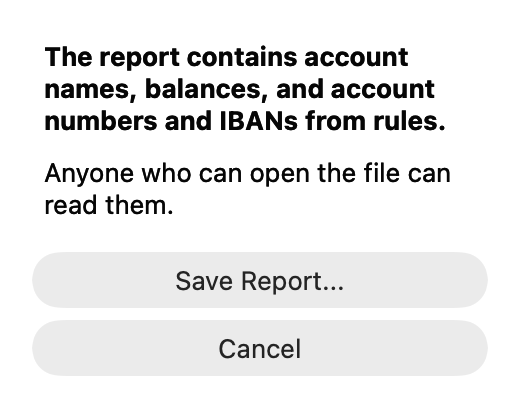 The report contains account
names, balances, and account
numbers and IBANs from rules.
Anyone who can open the file can
read them.
Save Report...
Cancel